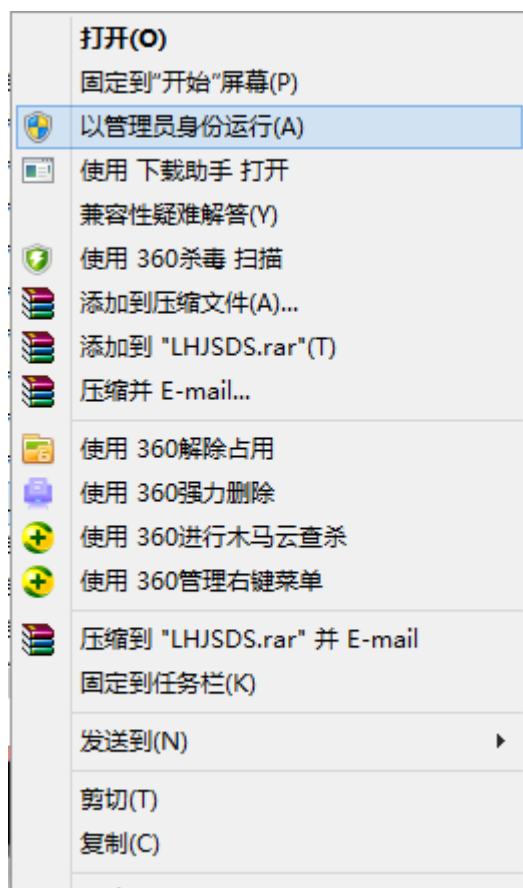 打开(O)
固定到"开始"屏幕(P)
以管理员身份运行(A)
使用 下载助手 打开
兼容性疑难解答(Y)
使用 360杀毒 扫描
添加到压缩文件(A)...
添加到 "LHJSDS.rar"(T)
压缩并 E-mail...
使用 360解除占用
使用 360强力删除
使用 360进行木马云查杀
使用 360管理右键菜单
压缩到 "LHJSDS.rar" 并 E-mail
固定到任务栏(K)
发送到(N)
剪切(T)
复制(C)